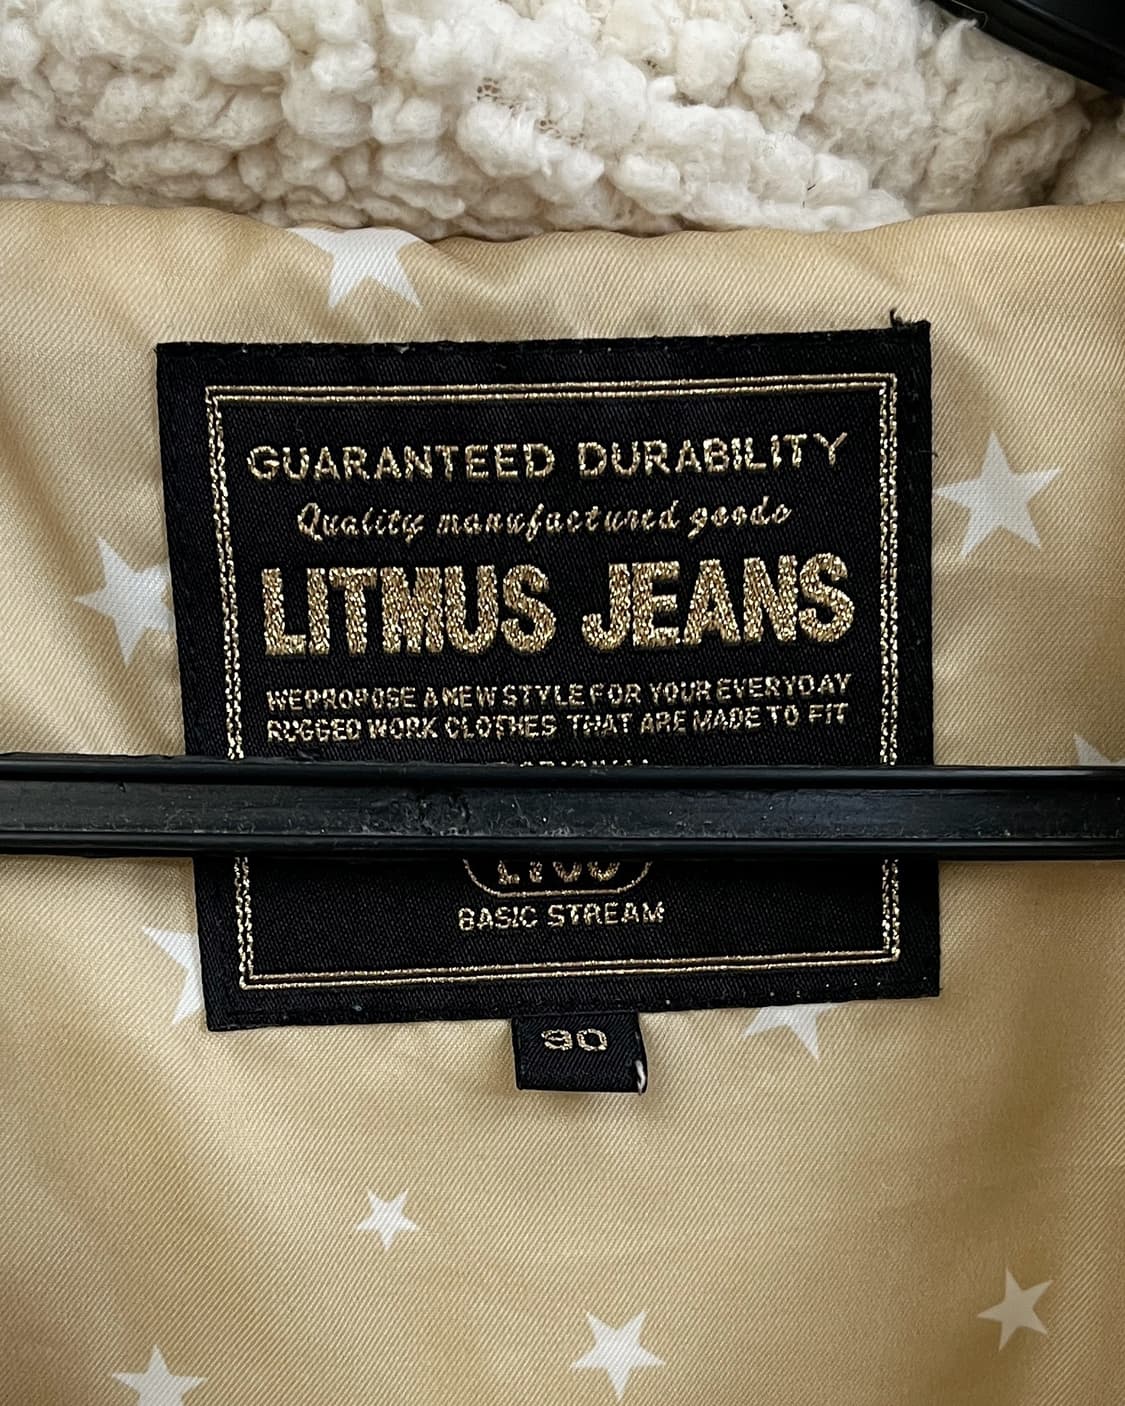 GUARANTEED DURABILITY
Quality manufactured goods
LITMUS JEANS
WE PROPOSE A NEW STYLE FOR YOUR EVERYDAY
RUGGED WORK CLOTHES THAT ARE MADE TO FIT
ORIGINAL
BASIC STREAM
90